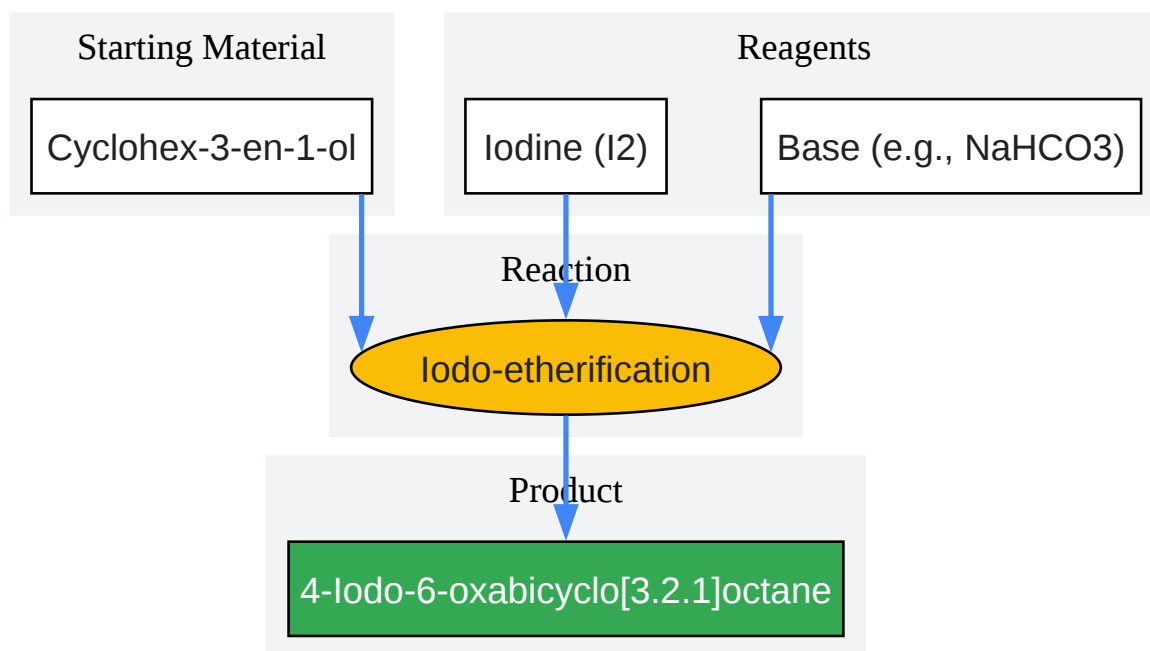 Starting Material
Reagents
Cyclohex-3-en-1-ol
Iodine (I2)
Base (e.g., NaHCO3)
Reaction
Iodo-etherification
Product
4-Iodo-6-oxabicyclo[3.2.1]octane